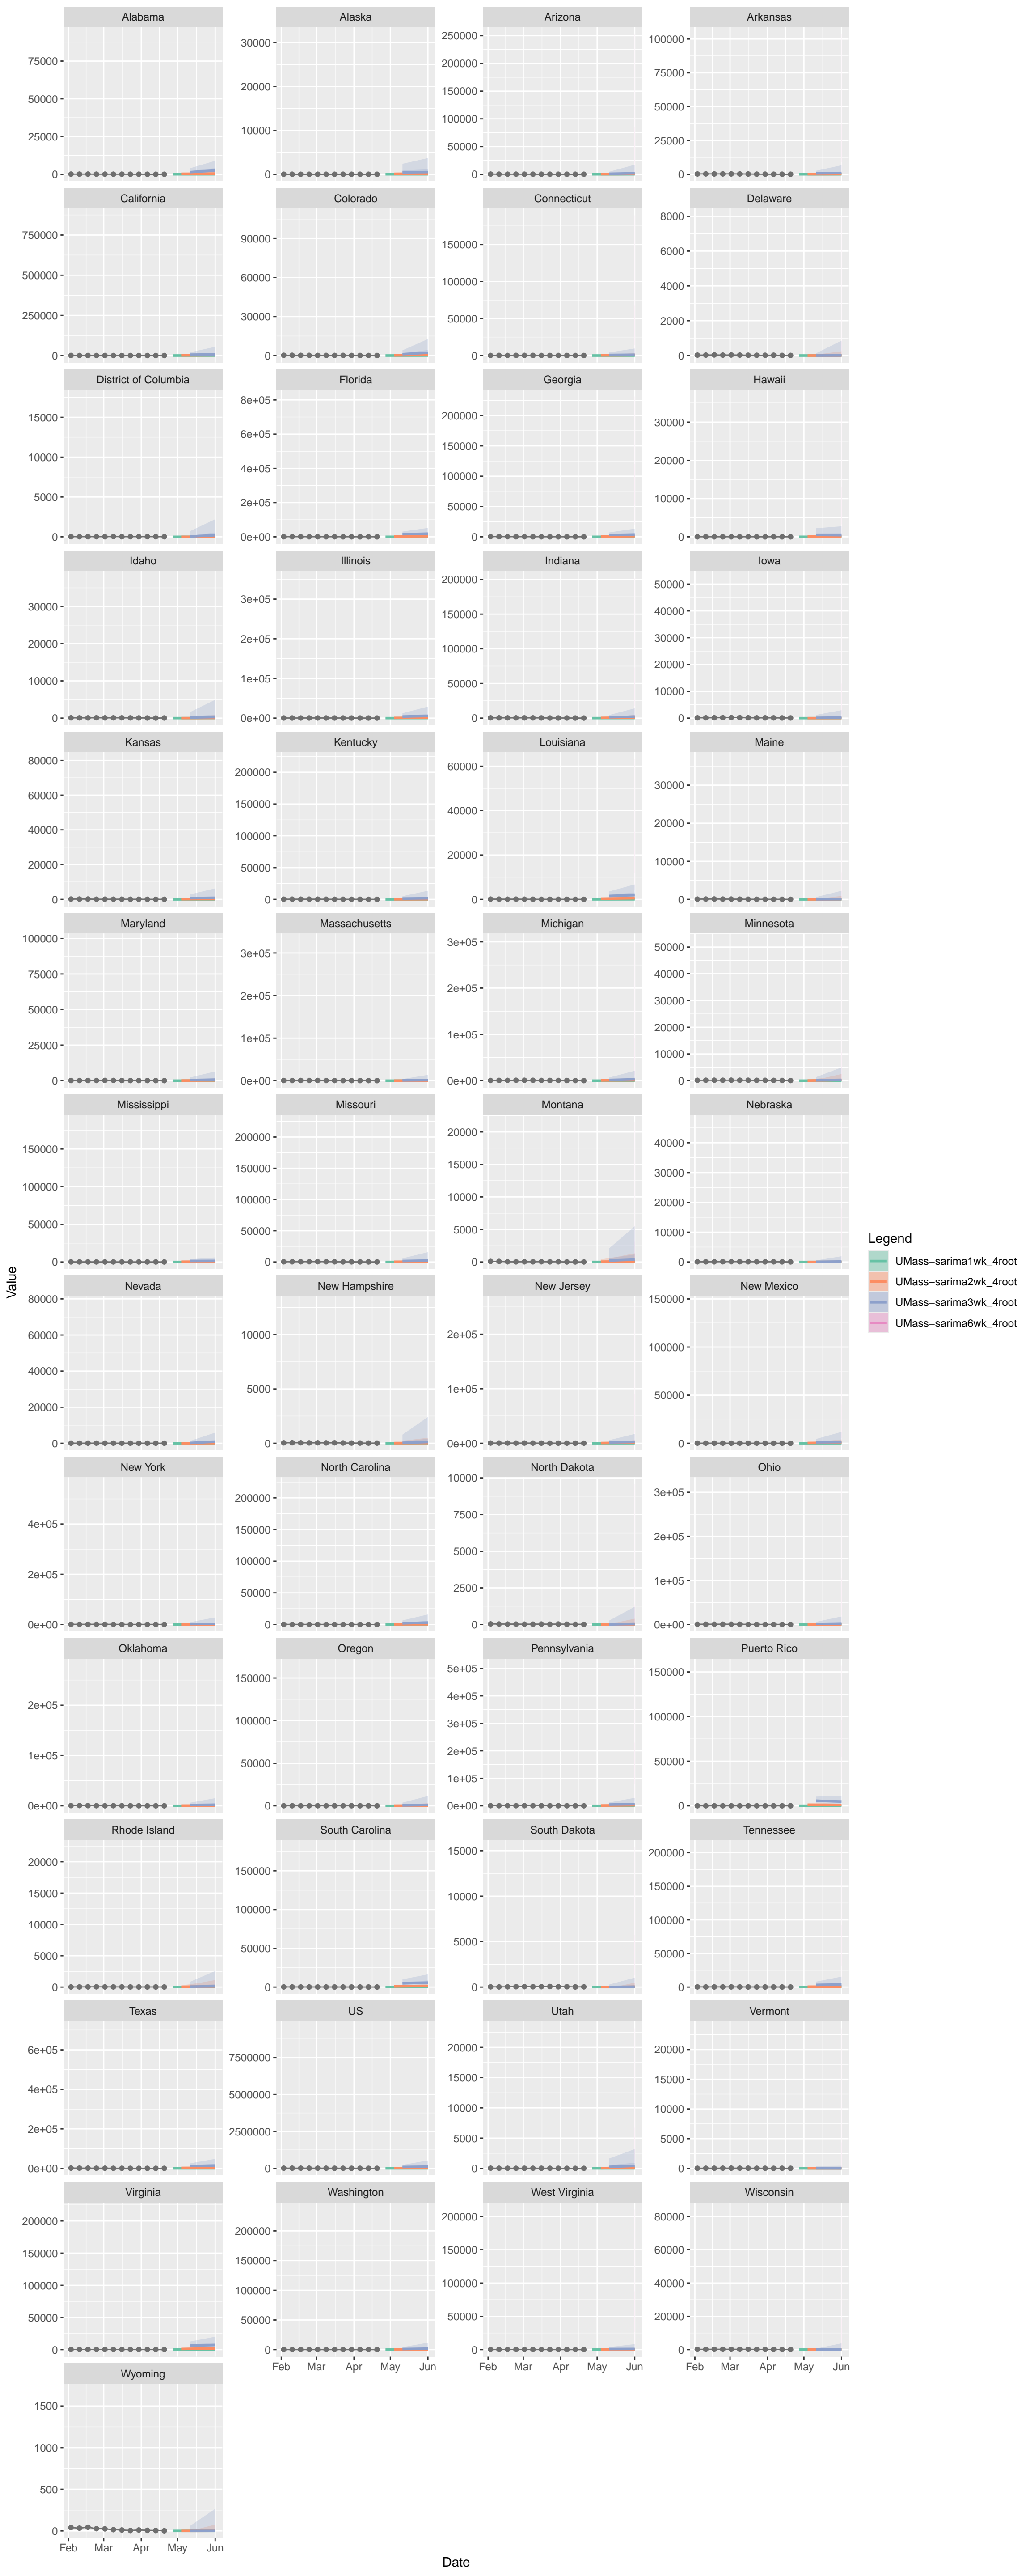 Alabama Alaska Arizona Arkansas
75000 50000 25000 0
30000 20000 10000 0
250000 200000 150000 100000 50000 0
100000 75000 50000 25000 0
California Colorado Connecticut Delaware
750000 500000 250000 0
90000 60000 30000 0
150000 100000 50000 0
8000 6000 4000 2000 0
District of Columbia Florida Georgia Hawaii
15000 10000 5000 0
8e+05 6e+05 4e+05 2e+05 0e+00
200000 150000 100000 50000 0
30000 20000 10000 0
Idaho Illinois Indiana Iowa
30000 20000 10000 0
3e+05 2e+05 1e+05 0e+00
200000 150000 100000 50000 0
50000 40000 30000 20000 10000 0
Kansas Kentucky Louisiana Maine
80000 60000 40000 20000 0
200000 150000 100000 50000 0
60000 40000 20000 0
30000 20000 10000 0
Maryland Massachusetts Michigan Minnesota
100000 75000 50000 25000 0
3e+05 2e+05 1e+05 0e+00
3e+05 2e+05 1e+05 0e+00
50000 40000 30000 20000 10000 0
Mississippi Missouri Montana Nebraska
150000 100000 50000 0
200000 150000 100000 50000 0
20000 15000 10000 5000 0
40000 30000 20000 10000 0
Nevada New Hampshire New Jersey New Mexico
80000 60000 40000 20000 0
10000 5000 0
2e+05 1e+05 0e+00
150000 100000 50000 0
New York North Carolina North Dakota Ohio
4e+05 2e+05 0e+00
200000 150000 100000 50000 0
10000 7500 5000 2500 0
3e+05 2e+05 1e+05 0e+00
Oklahoma Oregon Pennsylvania Puerto Rico
2e+05 1e+05 0e+00
150000 100000 50000 0
5e+05 4e+05 3e+05 2e+05 1e+05 0e+00
150000 100000 50000 0
Rhode Island South Carolina South Dakota Tennessee
20000 15000 10000 5000 0
150000 100000 50000 0
15000 10000 5000 0
200000 150000 100000 50000 0
Texas US Utah Vermont
6e+05 4e+05 2e+05 0e+00
7500000 5000000 2500000 0
20000 15000 10000 5000 0
20000 15000 10000 5000 0
Virginia Washington West Virginia Wisconsin
200000 150000 100000 50000 0
200000 150000 100000 50000 0
200000 150000 100000 50000 0
80000 60000 40000 20000 0
Feb Mar Apr May Jun
Feb Mar Apr May Jun
Feb Mar Apr May Jun
Wyoming
1500 1000 500 0
Feb Mar Apr May Jun
Date
Value
Legend
UMass−sarima1wk_4root
UMass−sarima2wk_4root
UMass−sarima3wk_4root
UMass−sarima6wk_4root